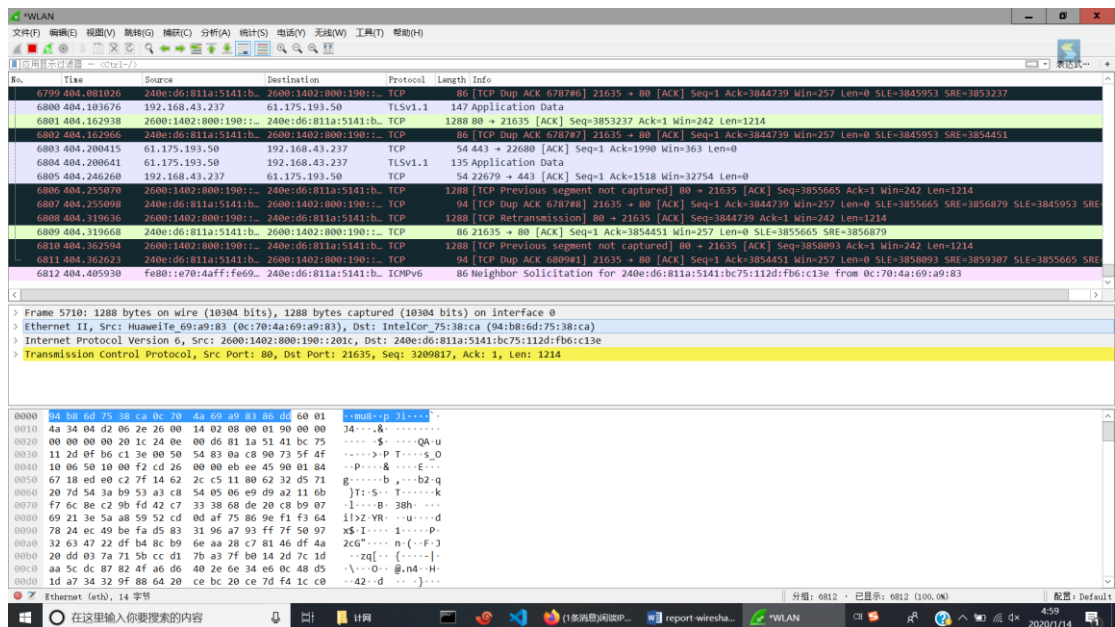 *WLAN
文件(F) 编辑(E) 视图(V) 跳转(G) 捕获(C) 分析(A) 统计(S) 电话(Y) 无线(W) 工具(T) 帮助(H)
应用显示过滤器 … <Ctrl-/> 表达式…
No. Time Source Destination Protocol Length Info
6799 404.081026 240e:d6:811a:5141:b… 2600:1402:800:190::… TCP 86 [TCP Dup ACK 6787#6] 21635 → 80 [ACK] Seq=1 Ack=3844739 Win=257 Len=0 SLE=3845953 SRE=3853237
6800 404.103676 192.168.43.237 61.175.193.50 TLSv1.1 147 Application Data
6801 404.162938 2600:1402:800:190::… 240e:d6:811a:5141:b… TCP 1288 80 → 21635 [ACK] Seq=3853237 Ack=1 Win=242 Len=1214
6802 404.162966 240e:d6:811a:5141:b… 2600:1402:800:190::… TCP 86 [TCP Dup ACK 6787#7] 21635 → 80 [ACK] Seq=1 Ack=3844739 Win=257 Len=0 SLE=3845953 SRE=3854451
6803 404.200415 61.175.193.50 192.168.43.237 TCP 54 443 → 22680 [ACK] Seq=1 Ack=1990 Win=363 Len=0
6804 404.200641 61.175.193.50 192.168.43.237 TLSv1.1 135 Application Data
6805 404.246260 192.168.43.237 61.175.193.50 TCP 54 22679 → 443 [ACK] Seq=1 Ack=1518 Win=32754 Len=0
6806 404.255070 2600:1402:800:190::… 240e:d6:811a:5141:b… TCP 1288 [TCP Previous segment not captured] 80 → 21635 [ACK] Seq=3855665 Ack=1 Win=242 Len=1214
6807 404.255098 240e:d6:811a:5141:b… 2600:1402:800:190::… TCP 94 [TCP Dup ACK 6787#8] 21635 → 80 [ACK] Seq=1 Ack=3844739 Win=257 Len=0 SLE=3855665 SRE=3856879 SLE=3845953 SRE
6808 404.319636 2600:1402:800:190::… 240e:d6:811a:5141:b… TCP 1288 [TCP Retransmission] 80 → 21635 [ACK] Seq=3844739 Ack=1 Win=242 Len=1214
6809 404.319668 240e:d6:811a:5141:b… 2600:1402:800:190::… TCP 86 21635 → 80 [ACK] Seq=1 Ack=3854451 Win=257 Len=0 SLE=3855665 SRE=3856879
6810 404.362594 2600:1402:800:190::… 240e:d6:811a:5141:b… TCP 1288 [TCP Previous segment not captured] 80 → 21635 [ACK] Seq=3858093 Ack=1 Win=242 Len=1214
6811 404.362623 240e:d6:811a:5141:b… 2600:1402:800:190::… TCP 94 [TCP Dup ACK 6809#1] 21635 → 80 [ACK] Seq=1 Ack=3854451 Win=257 Len=0 SLE=3858093 SRE=3859307 SLE=3855665 SRE
6812 404.405930 fe80::e70:4aff:fe69… 240e:d6:811a:5141:b… ICMPv6 86 Neighbor Solicitation for 240e:d6:811a:5141:bc75:112d:fb6:c13e from 0c:70:4a:69:a9:83
> Frame 5710: 1288 bytes on wire (10304 bits), 1288 bytes captured (10304 bits) on interface 0
> Ethernet II, Src: HuaweiTe_69:a9:83 (0c:70:4a:69:a9:83), Dst: IntelCor_75:38:ca (94:b8:6d:75:38:ca)
> Internet Protocol Version 6, Src: 2600:1402:800:190::201c, Dst: 240e:d6:811a:5141:bc75:112d:fb6:c13e
> Transmission Control Protocol, Src Port: 80, Dst Port: 21635, Seq: 3209817, Ack: 1, Len: 1214
0000 94 b8 6d 75 38 ca 0c 70 4a 69 a9 83 86 dd 60 01 ··mu8··p Ji····`·
0010 4a 34 04 d2 06 2e 26 00 14 02 08 00 01 90 00 00 J4···.&· ········
0020 00 00 00 00 20 1c 24 0e 00 d6 81 1a 51 41 bc 75 ···· ·$· ····QA·u
0030 11 2d 0f b6 c1 3e 00 50 54 83 0a c8 90 73 5f 4f ·-···>·P T····s_O
0040 10 06 50 10 00 f2 cd 26 00 00 eb ee 45 90 01 84 ··P····& ····E···
0050 67 18 ed e0 c2 7f 14 62 2c c5 11 80 62 32 d5 71 g······b ,···b2·q
0060 20 7d 54 3a b9 53 a3 c8 54 05 06 e9 d9 a2 11 6b }T:·S·· T······k
0070 f7 6c 8e c2 9b fd 42 c7 33 38 68 de 20 c8 b9 07 ·l····B· 38h· ···
0080 69 21 3e 5a a8 59 52 cd 0d af 75 86 9e f1 f3 64 i!>Z·YR· ··u····d
0090 78 24 ec 49 be fa d5 83 31 96 a7 93 ff 7f 50 97 x$·I···· 1·····P·
00a0 32 63 47 22 df b4 8c b9 6e aa 28 c7 81 46 df 4a 2cG"···· n·(··F·J
00b0 20 dd 03 7a 71 5b cc d1 7b a3 7f b0 14 2d 7c 1d ··zq[·· {····-|·
00c0 aa 5c dc 87 82 4f a6 d6 40 2e 6e 34 e6 0c 48 d5 ·\···O·· @.n4··H·
00d0 1d a7 34 32 9f 88 64 20 ce bc 20 ce 7d f4 1c c0 ··42··d ·· ·}···
Ethernet (eth), 14 字节 分组: 6812 · 已显示: 6812 (100.0%) 配置: Default
在这里输入你要搜索的内容 计网 (1条消息)闲谈IP… report-wiresha… *WLAN CH 4:59
2020/1/14